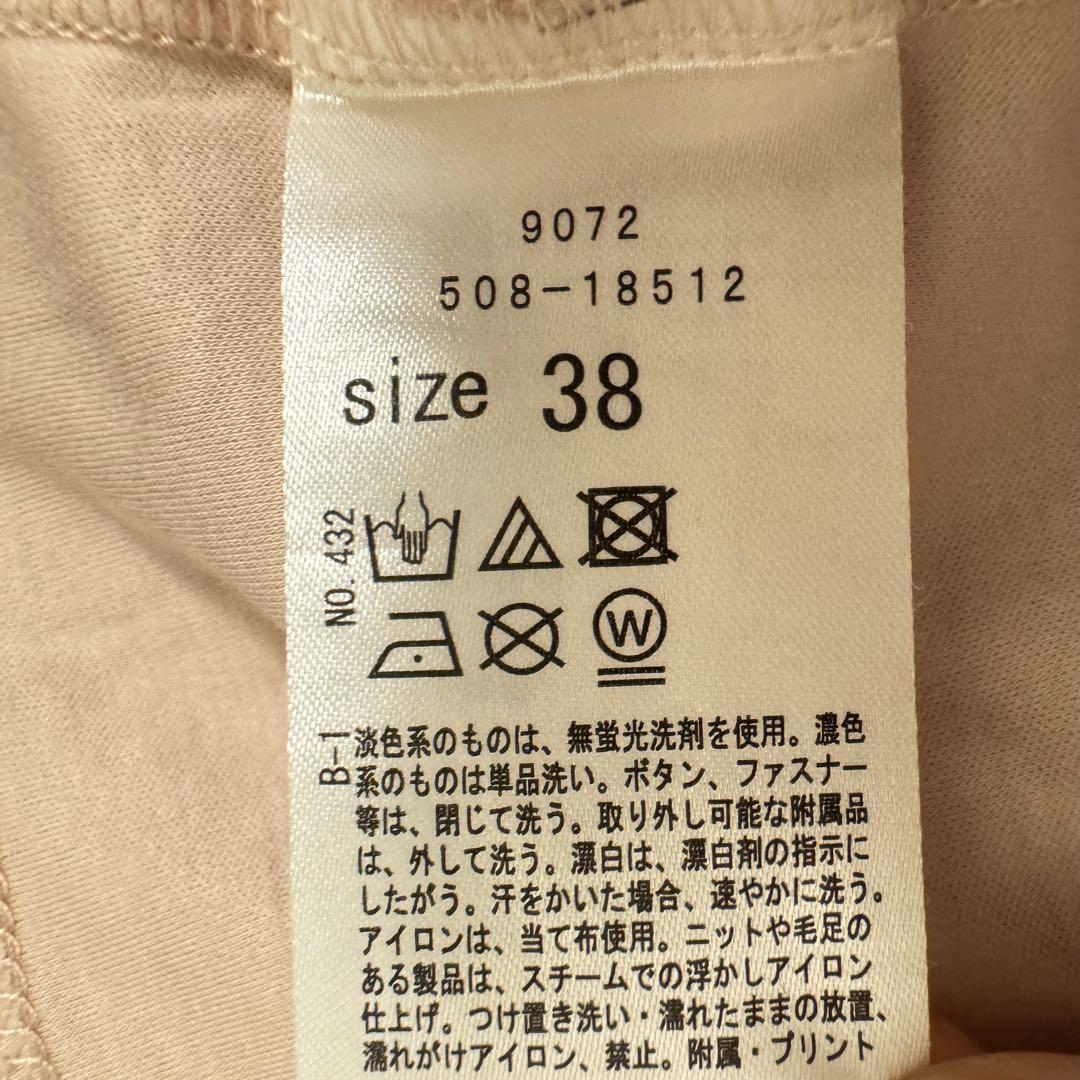 9072
508-18512
size 38
NO. 432
W
B-1
淡色系のものは、無蛍光洗剤を使用。濃色
系のものは単品洗い。ボタン、ファスナー
等は、閉じて洗う。取り外し可能な附属品
は、外して洗う。漂白は、漂白剤の指示に
したがう。汗をかいた場合、速やかに洗う。
アイロンは、当て布使用。ニットや毛足の
ある製品は、スチームでの浮かしアイロン
仕上げ。つけ置き洗い・濡れたままの放置、
濡れがけアイロン、禁止。附属・プリント